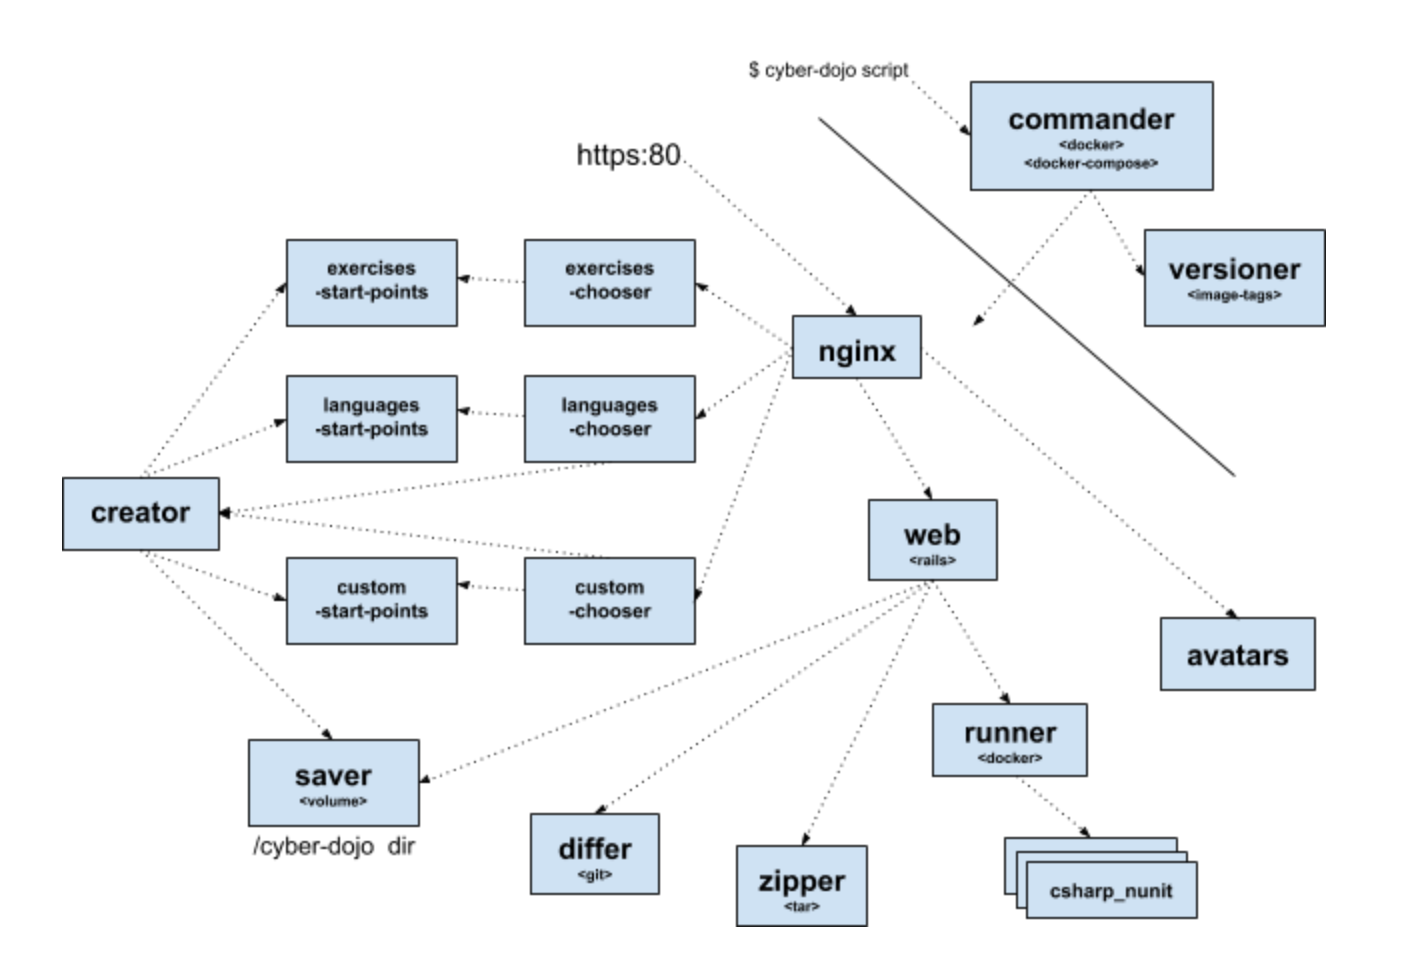 $ cyber-dojo script
commander
<docker>
<docker-compose>
https:80
versioner
<image-tags>
exercises
-start-points
exercises
-chooser
nginx
languages
-start-points
languages
-chooser
creator
web
<rails>
custom
-start-points
custom
-chooser
avatars
runner
<docker>
saver
<volume>
/cyber-dojo dir
differ
<git>
zipper
<tar>
csharp_nunit